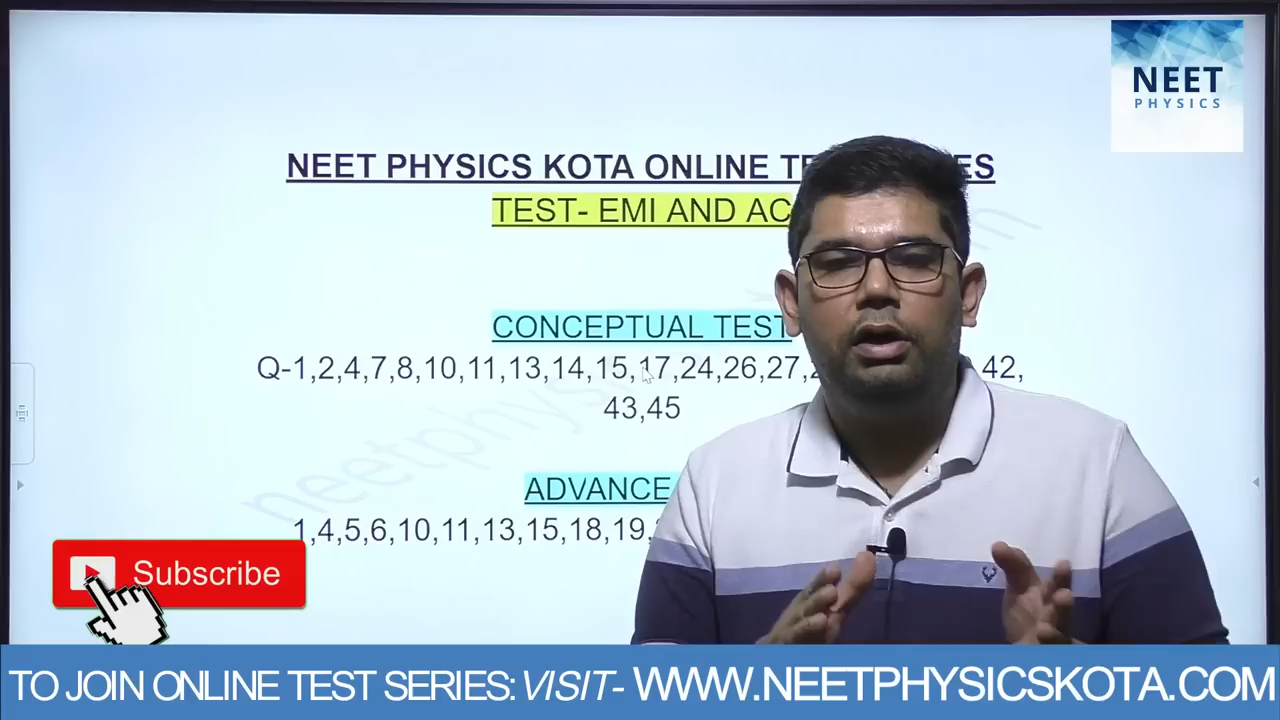 NEET
PHYSICS
NEET PHYSICS KOTA ONLINE
TEST- EMI AND AC
CONCEPTUAL TEST
Q-1,2,4,7,8,10,11,13,14,15,17,24,26,27, 42,
43,45
ADVANCE
1,4,5,6,10,11,13,15,18,19,
Subscribe
TO JOIN ONLINE TEST SERIES: VISIT- WWW.NEETPHYSICSKOTA.COM